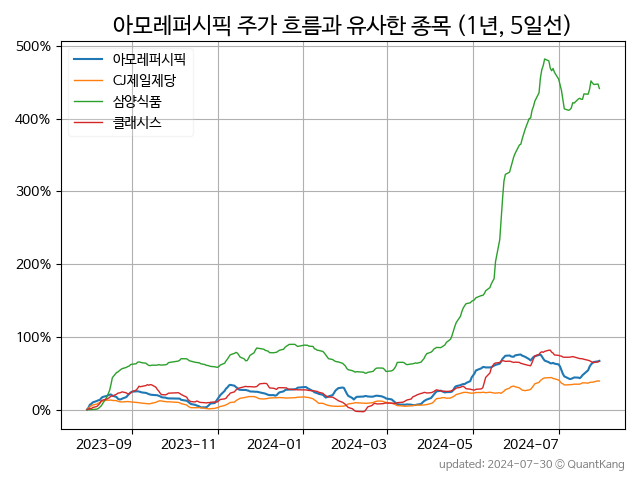 아모레퍼시픽 주가 흐름과 유사한 종목 (1년, 5일선)
500%
400%
300%
200%
100%
0%
아모레퍼시픽
CJ제일제당
삼양식품
클래시스
2023-09
2023-11
2024-01
2024-03
2024-05
2024-07
updated: 2024-07-30 © QuantKang